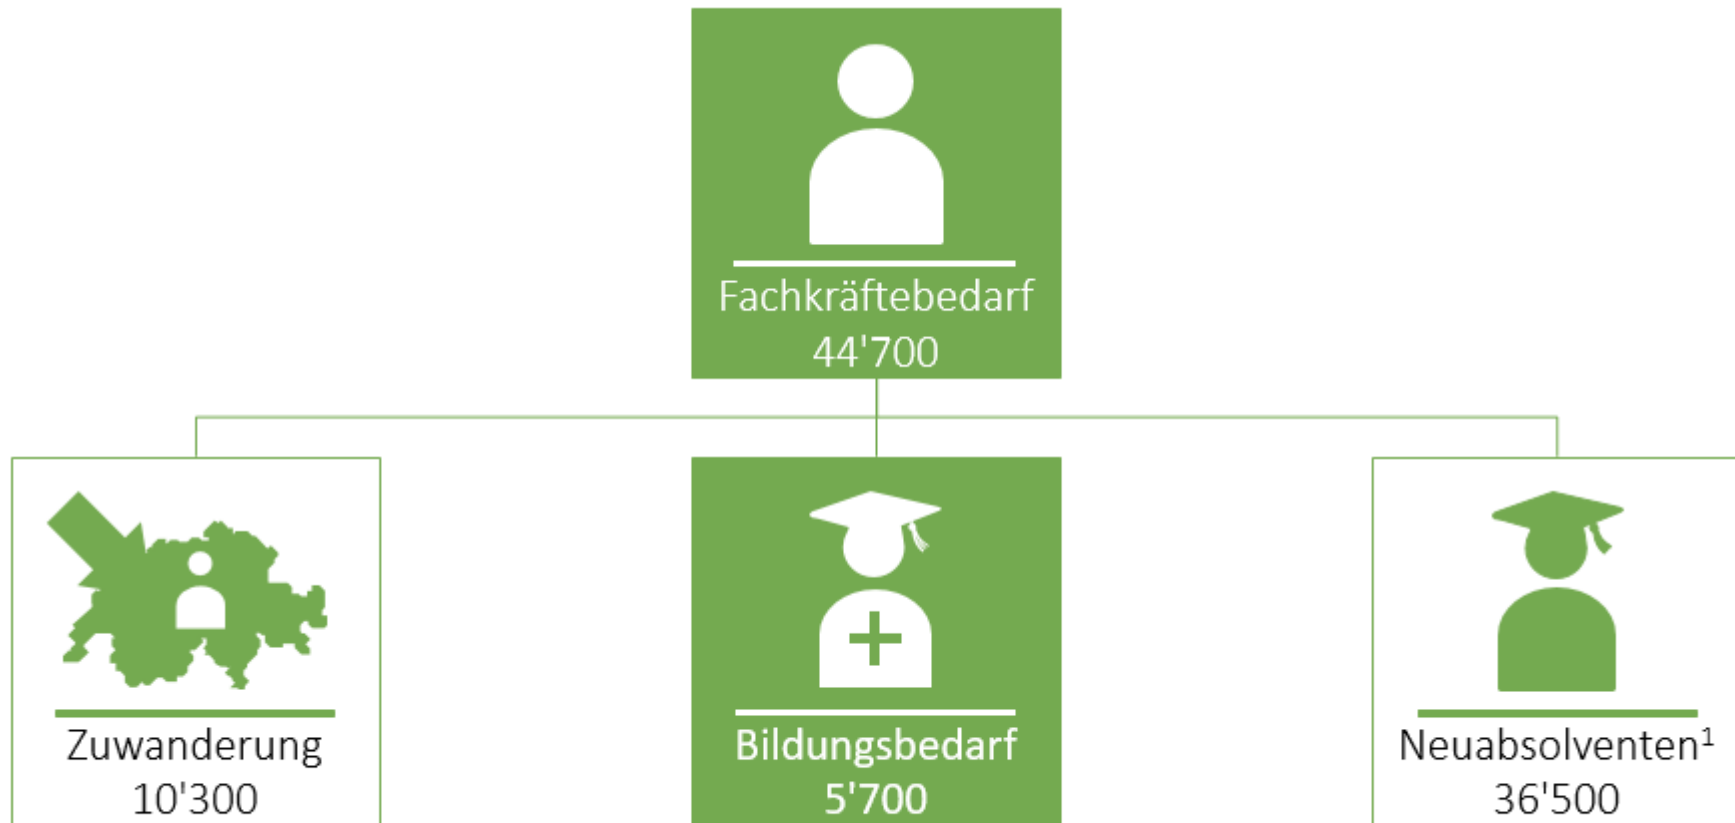 Fachkräftebedarf
44'700
Zuwanderung
10'300
Bildungsbedarf
5'700
Neuabsolventen¹
36'500